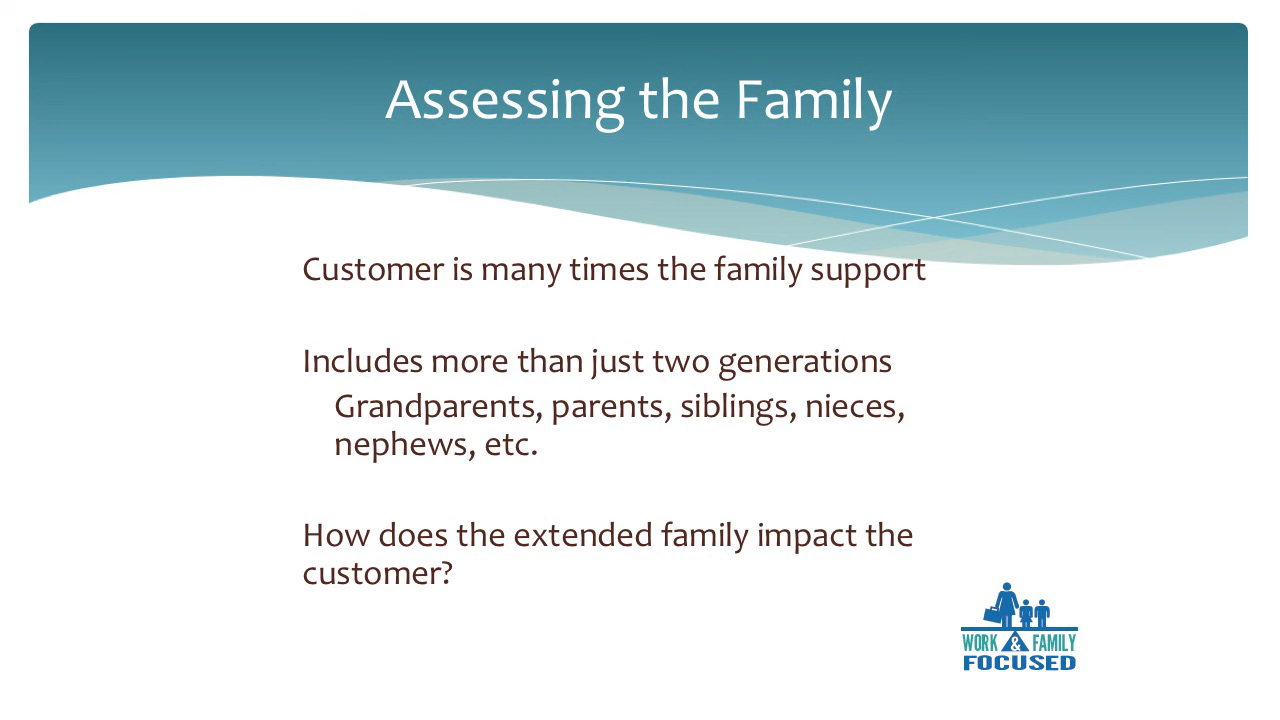 Assessing the Family
Customer is many times the family support
Includes more than just two generations
Grandparents, parents, siblings, nieces,
nephews, etc.
How does the extended family impact the
customer?
WORK & FAMILY
FOCUSED